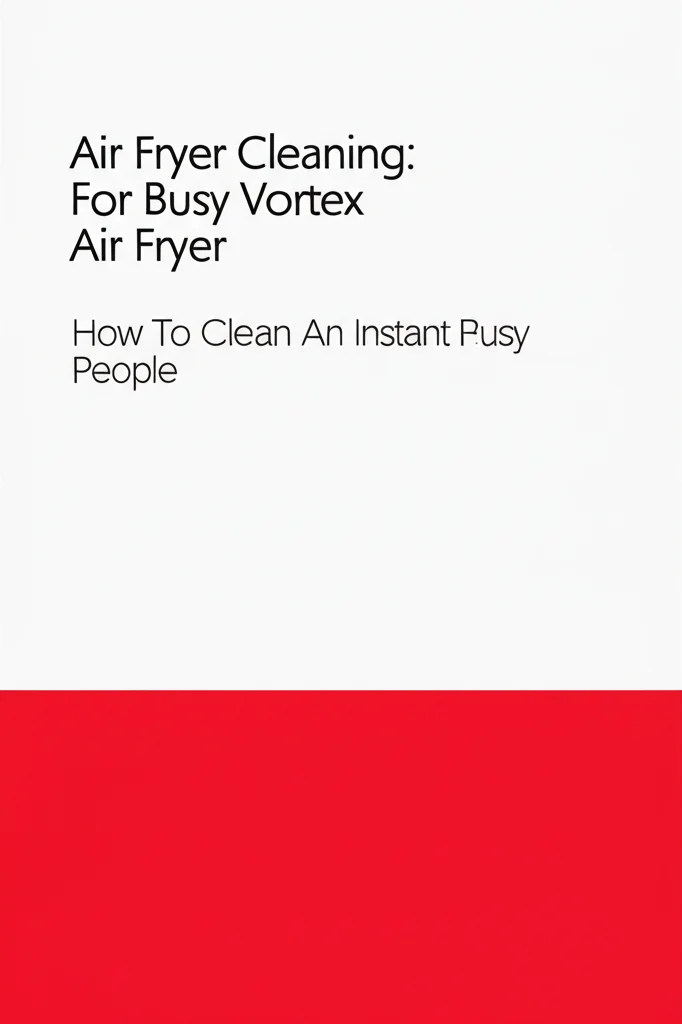 Air Fryer Cleaning:
For Busy Vortex
Air Fryer
How To Clean An Instant
People